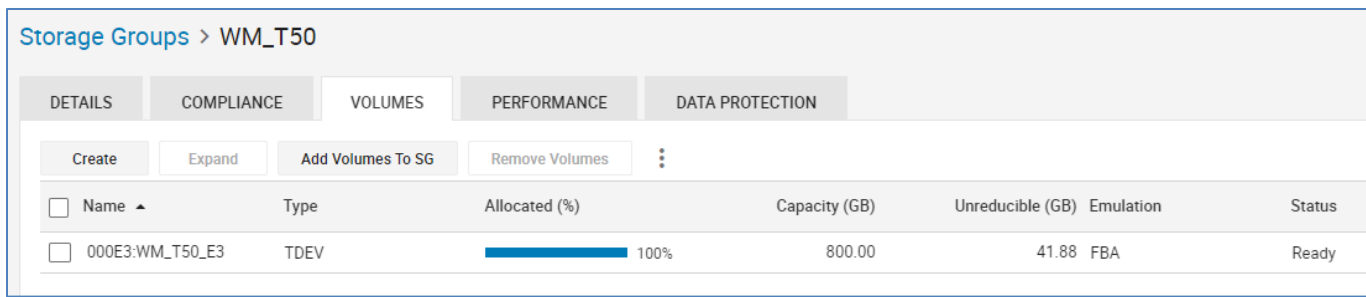 Storage Groups > WM_T50
DETAILS COMPLIANCE VOLUMES PERFORMANCE DATA PROTECTION
Create Expand Add Volumes To SG Remove Volumes
Name Type Allocated (%) Capacity (GB) Unreducible (GB) Emulation Status
000E3:WM_T50_E3 TDEV 100% 800.00 41.88 FBA Ready